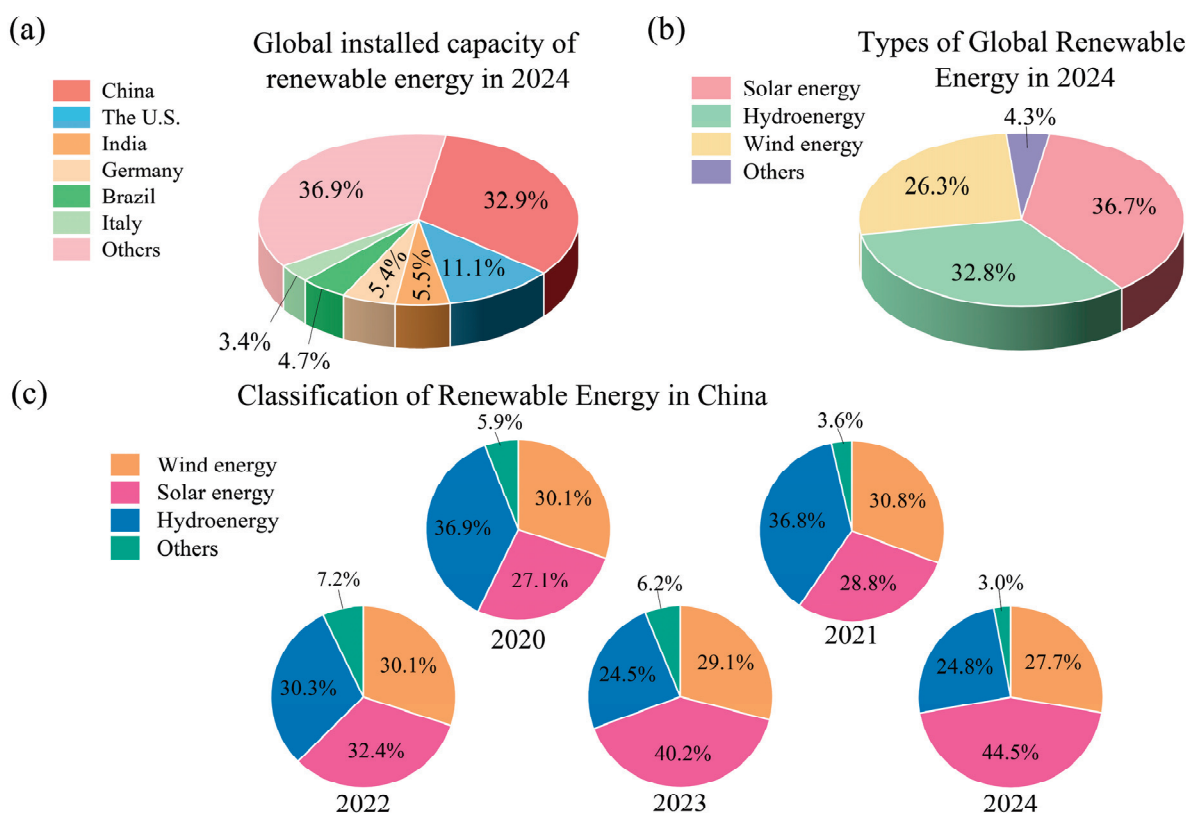 (a)
Global installed capacity of
renewable energy in 2024
China
The U.S.
India
Germany
Brazil
Italy
Others
36.9%
32.9%
11.1%
5.5%
5.4%
4.7%
3.4%
(b)
Types of Global Renewable
Energy in 2024
Solar energy
Hydroenergy
Wind energy
Others
4.3%
26.3%
36.7%
32.8%
(c)
Classification of Renewable Energy in China
Wind energy
Solar energy
Hydroenergy
Others
5.9%
30.1%
36.9%
27.1%
2020
3.6%
30.8%
36.8%
28.8%
2021
7.2%
30.1%
30.3%
32.4%
2022
6.2%
29.1%
24.5%
40.2%
2023
3.0%
27.7%
24.8%
44.5%
2024